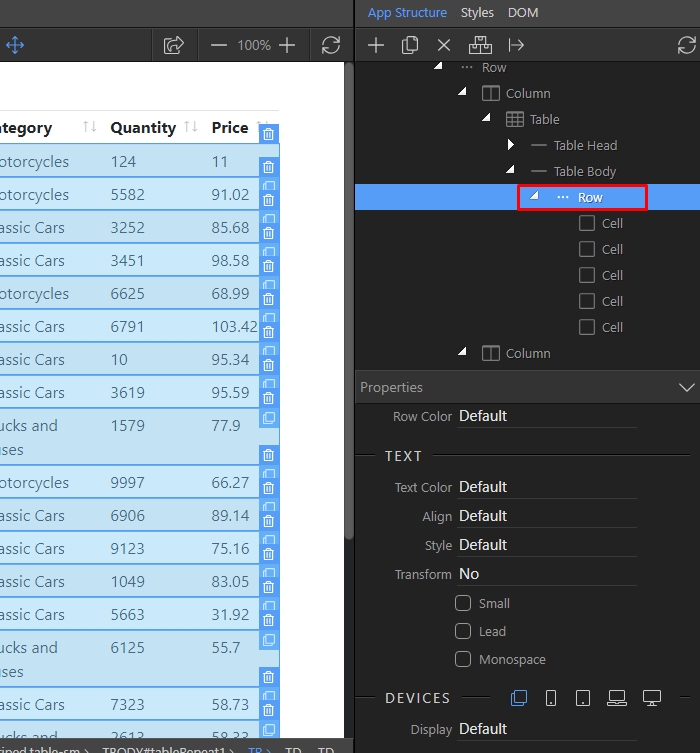 App Structure Styles DOM
100%
Row
Column
Table
Table Head
Table Body
Row
Cell
Cell
Cell
Cell
Cell
Column
ategory Quantity Price
otorcycles 124 11
otorcycles 5582 91.02
assic Cars 3252 85.68
assic Cars 3451 98.58
otorcycles 6625 68.99
assic Cars 6791 103.42
assic Cars 10 95.34
assic Cars 3619 95.59
ucks and 1579 77.9
ses
otorcycles 9997 66.27
assic Cars 6906 89.14
assic Cars 9123 75.16
assic Cars 1049 83.05
assic Cars 5663 31.92
ucks and 6125 55.7
ses
assic Cars 7323 58.73
ucks and 2613 58.33
riped.table-sm TBODY#tableRepeat1 TR TD TD
Properties
Row Color Default
TEXT
Text Color Default
Align Default
Style Default
Transform No
Small
Lead
Monospace
DEVICES
Display Default